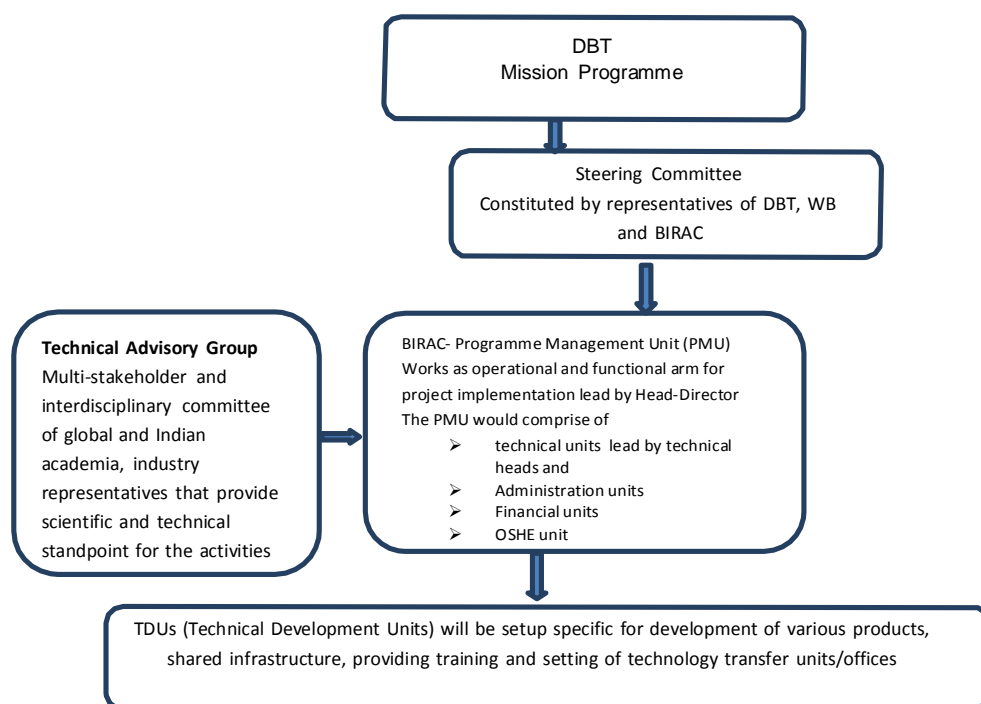 DBT
Mission Programme
Steering Committee
Constituted by representatives of DBT, WB
and BIRAC
Technical Advisory Group
Multi-stakeholder and
interdisciplinary committee
of global and Indian
academia, industry
representatives that provide
scientific and technical
standpoint for the activities
BIRAC- Programme Management Unit (PMU)
Works as operational and functional arm for
project implementation lead by Head-Director
The PMU would comprise of
➢ technical units lead by technical
heads and
➢ Administration units
➢ Financial units
➢ OSHE unit
TDUs (Technical Development Units) will be setup specific for development of various products,
shared infrastructure, providing training and setting of technology transfer units/offices